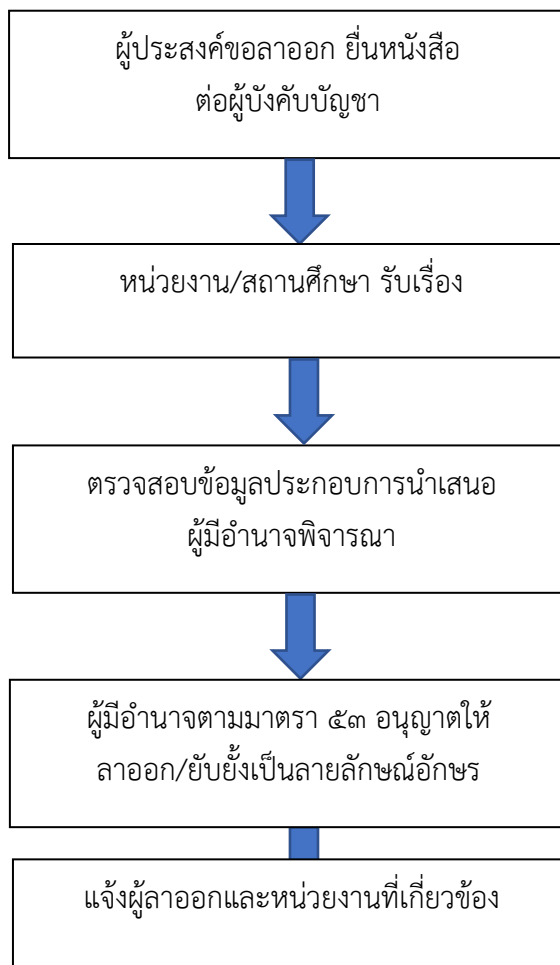 ผู้ประสงค์ขอลาออก ยื่นหนังสือ
ต่อผู้บังคับบัญชา
หน่วยงาน/สถานศึกษา รับเรื่อง
ตรวจสอบข้อมูลประกอบการนำเสนอ
ผู้มีอำนาจพิจารณา
ผู้มีอำนาจตามมาตรา ๕๓ อนุญาตให้
ลาออก/ยับยั้งเป็นลายลักษณ์อักษร
แจ้งผู้ลาออกและหน่วยงานที่เกี่ยวข้อง